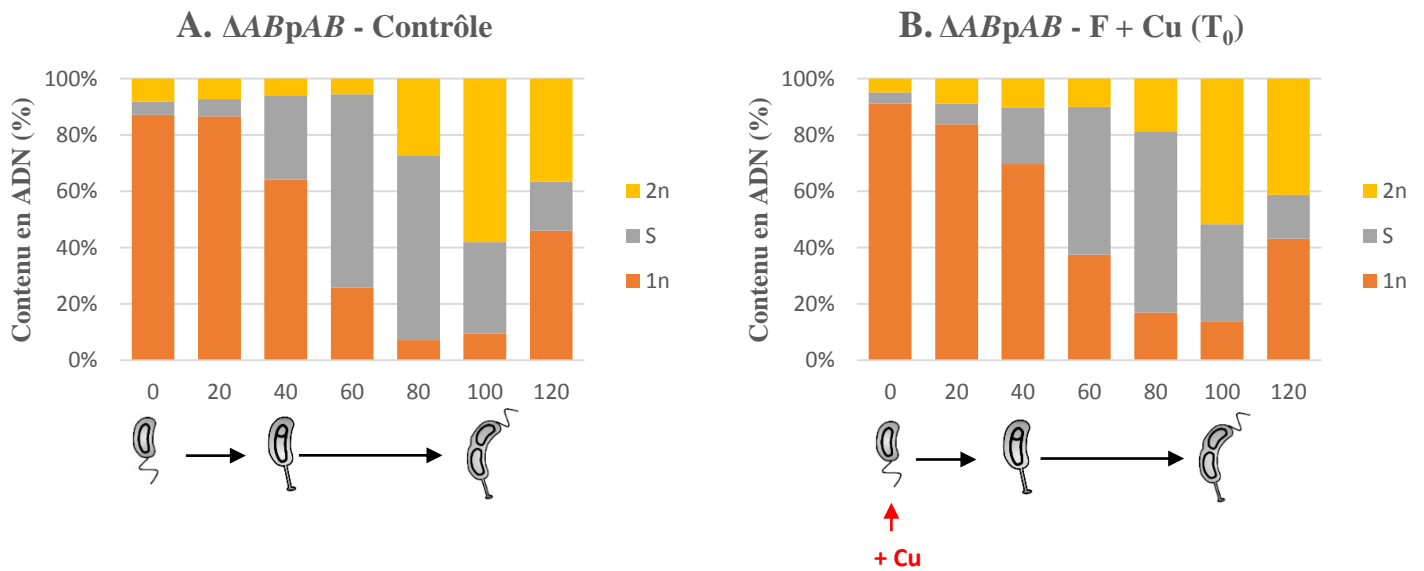 A. ΔABpAB - Contrôle
Contenu en ADN (%)
100%
80%
60%
40%
20%
0%
0 20 40 60 80 100 120
2n
S
1n
B. ΔABpAB - F + Cu (T₀)
Contenu en ADN (%)
100%
80%
60%
40%
20%
0%
0 20 40 60 80 100 120
2n
S
1n
+ Cu